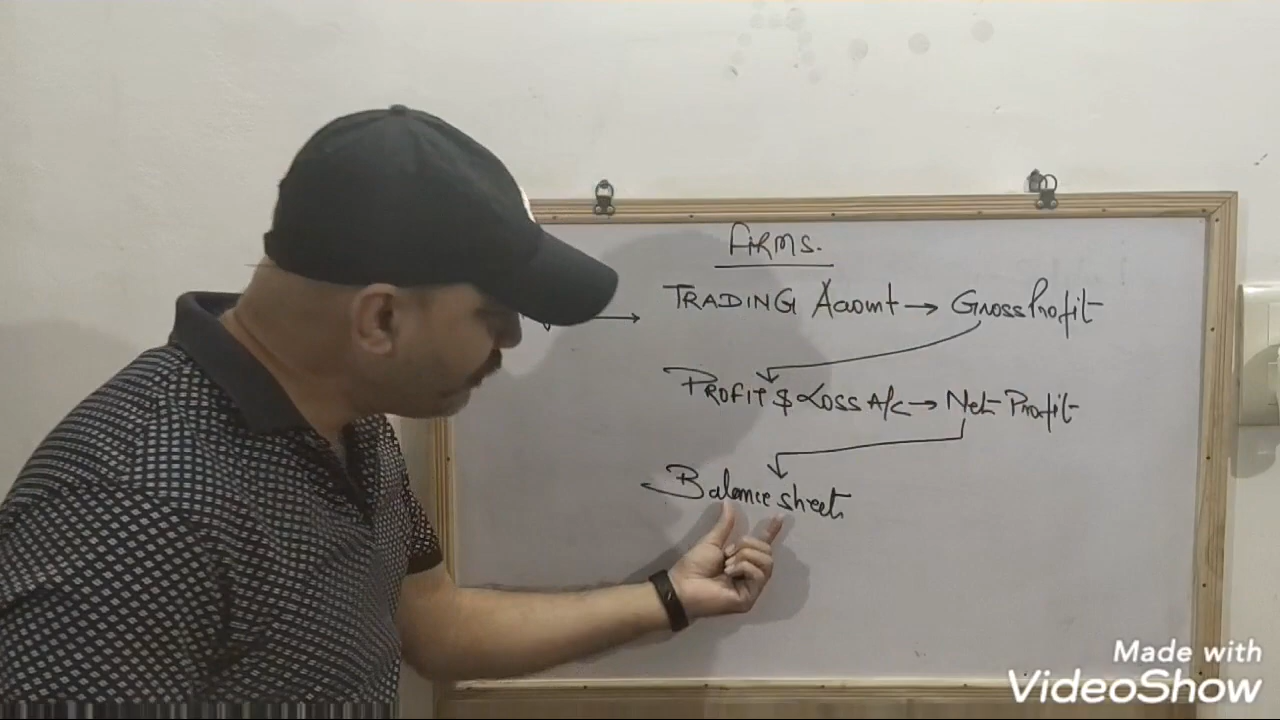 FIRMS.
TRADING Account → Gross Profit
PROFIT & LOSS A/c → Net Profit
Balance sheet
Made with
VideoShow